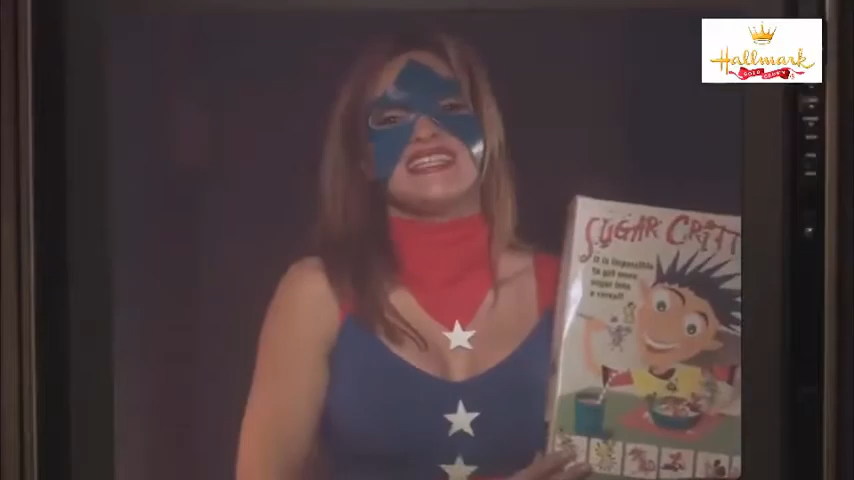 Hallmark
GOLD CROWN
SUGAR CRITT
It is impossible
to get more
sugar into
a cereal!